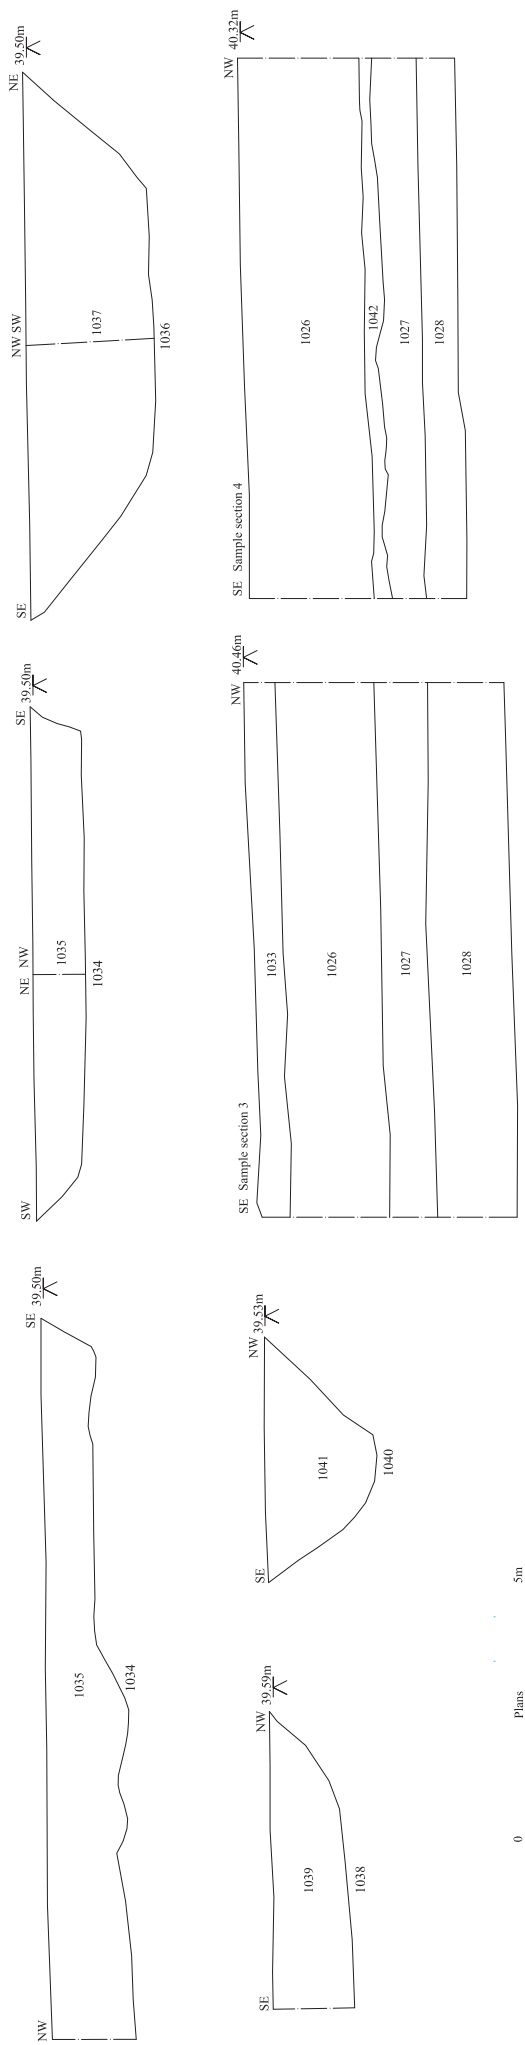 NW
SE
39.50m
1035
1034
SW
NE NW
SE
39.50m
1035
1034
SE
NW SW
NE
39.50m
1037
1036
SE
NW
39.59m
1039
1038
SE
NW
39.53m
1041
1040
SE Sample section 3
NW
40.46m
1033
1026
1027
1028
SE Sample section 4
NW
40.32m
1026
1042
1027
1028
0
Plans
5m